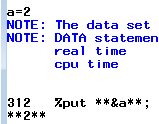 a=2
NOTE: The data set
NOTE: DATA statemen
real time
cpu time
312 %put **&a**;
**2**